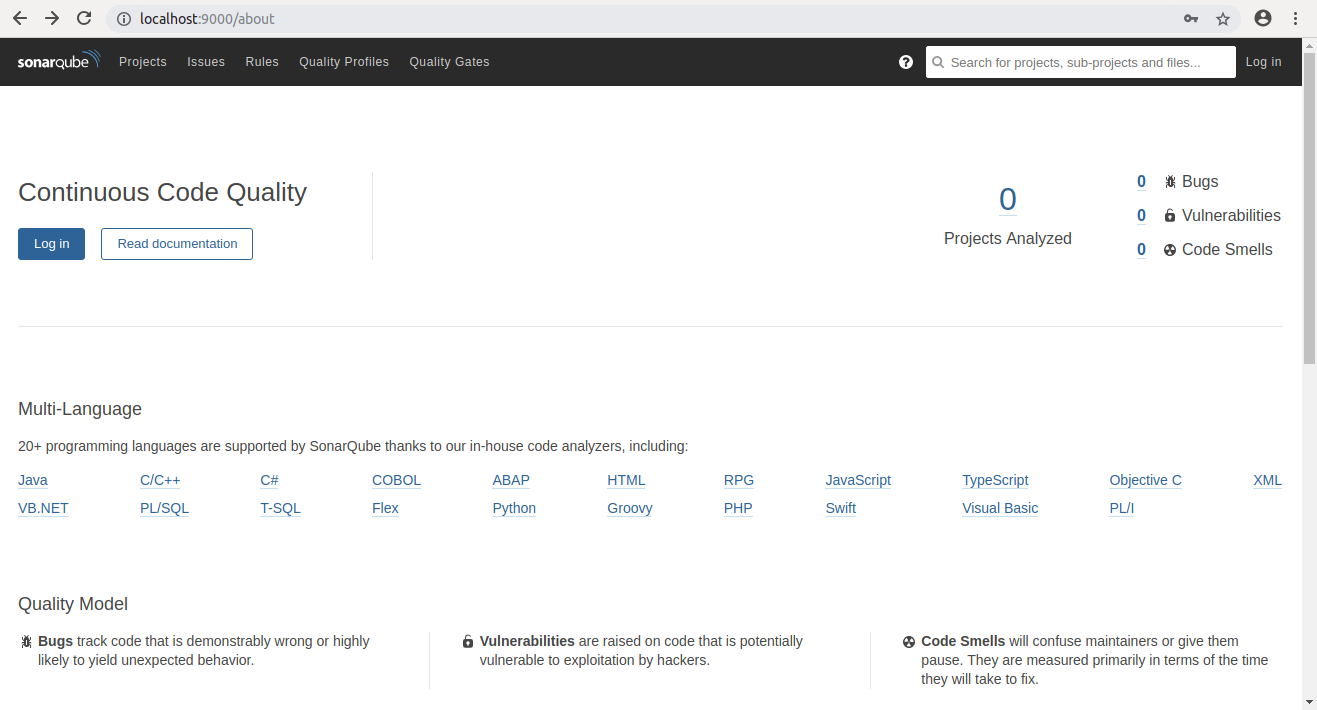 localhost:9000/about
sonarqube Projects Issues Rules Quality Profiles Quality Gates ? Search for projects, sub-projects and files... Log in
Continuous Code Quality
Log in Read documentation
0
Projects Analyzed
0 Bugs
0 Vulnerabilities
0 Code Smells
Multi-Language
20+ programming languages are supported by SonarQube thanks to our in-house code analyzers, including:
Java C/C++ C# COBOL ABAP HTML RPG JavaScript TypeScript Objective C XML
VB.NET PL/SQL T-SQL Flex Python Groovy PHP Swift Visual Basic PL/I
Quality Model
Bugs track code that is demonstrably wrong or highly
likely to yield unexpected behavior.
Vulnerabilities are raised on code that is potentially
vulnerable to exploitation by hackers.
Code Smells will confuse maintainers or give them
pause. They are measured primarily in terms of the time
they will take to fix.